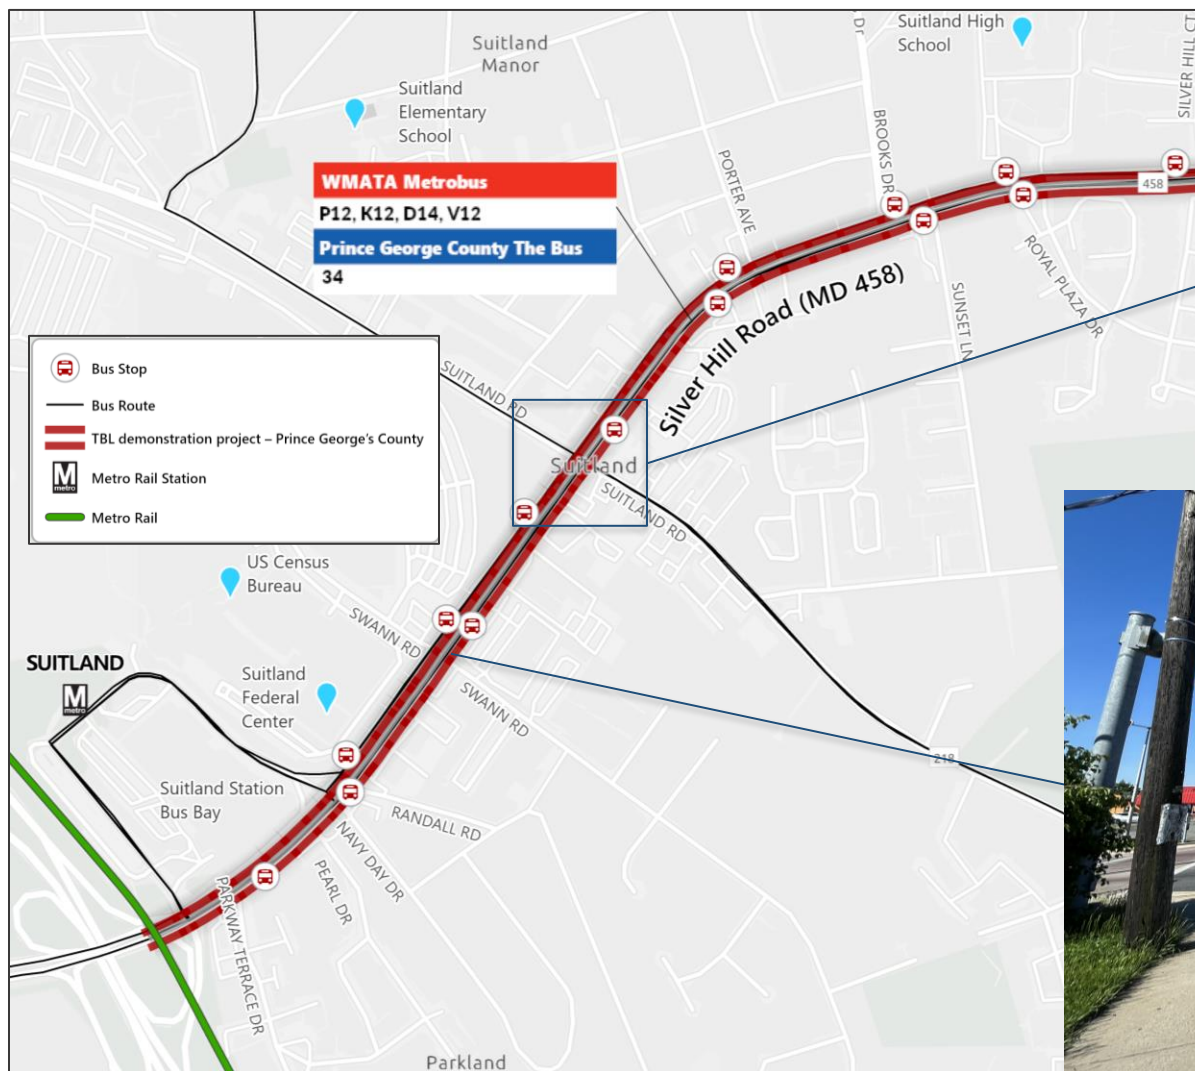 Suitland High
School
Suitland
Manor
Dr
SILVER HILL CT
Suitland
Elementary
School
BROOKS DR
PORTER AVE
WMATA Metrobus
P12, K12, D14, V12
Prince George County The Bus
34
458
ROYAL PLAZA DR
SUNSET LN
Silver Hill Road (MD 458)
Bus Stop
Bus Route
TBL demonstration project – Prince George's County
M
metro
Metro Rail Station
Metro Rail
SUITLAND RD
Suitland
SUITLAND RD
US Census
Bureau
SWANN RD
SUITLAND
M
metro
Suitland
Federal
Center
SWANN RD
218
Suitland Station
Bus Bay
RANDALL RD
NAVY DAY DR
PEARL DR
PARKWAY TERRACE DR
Parkland